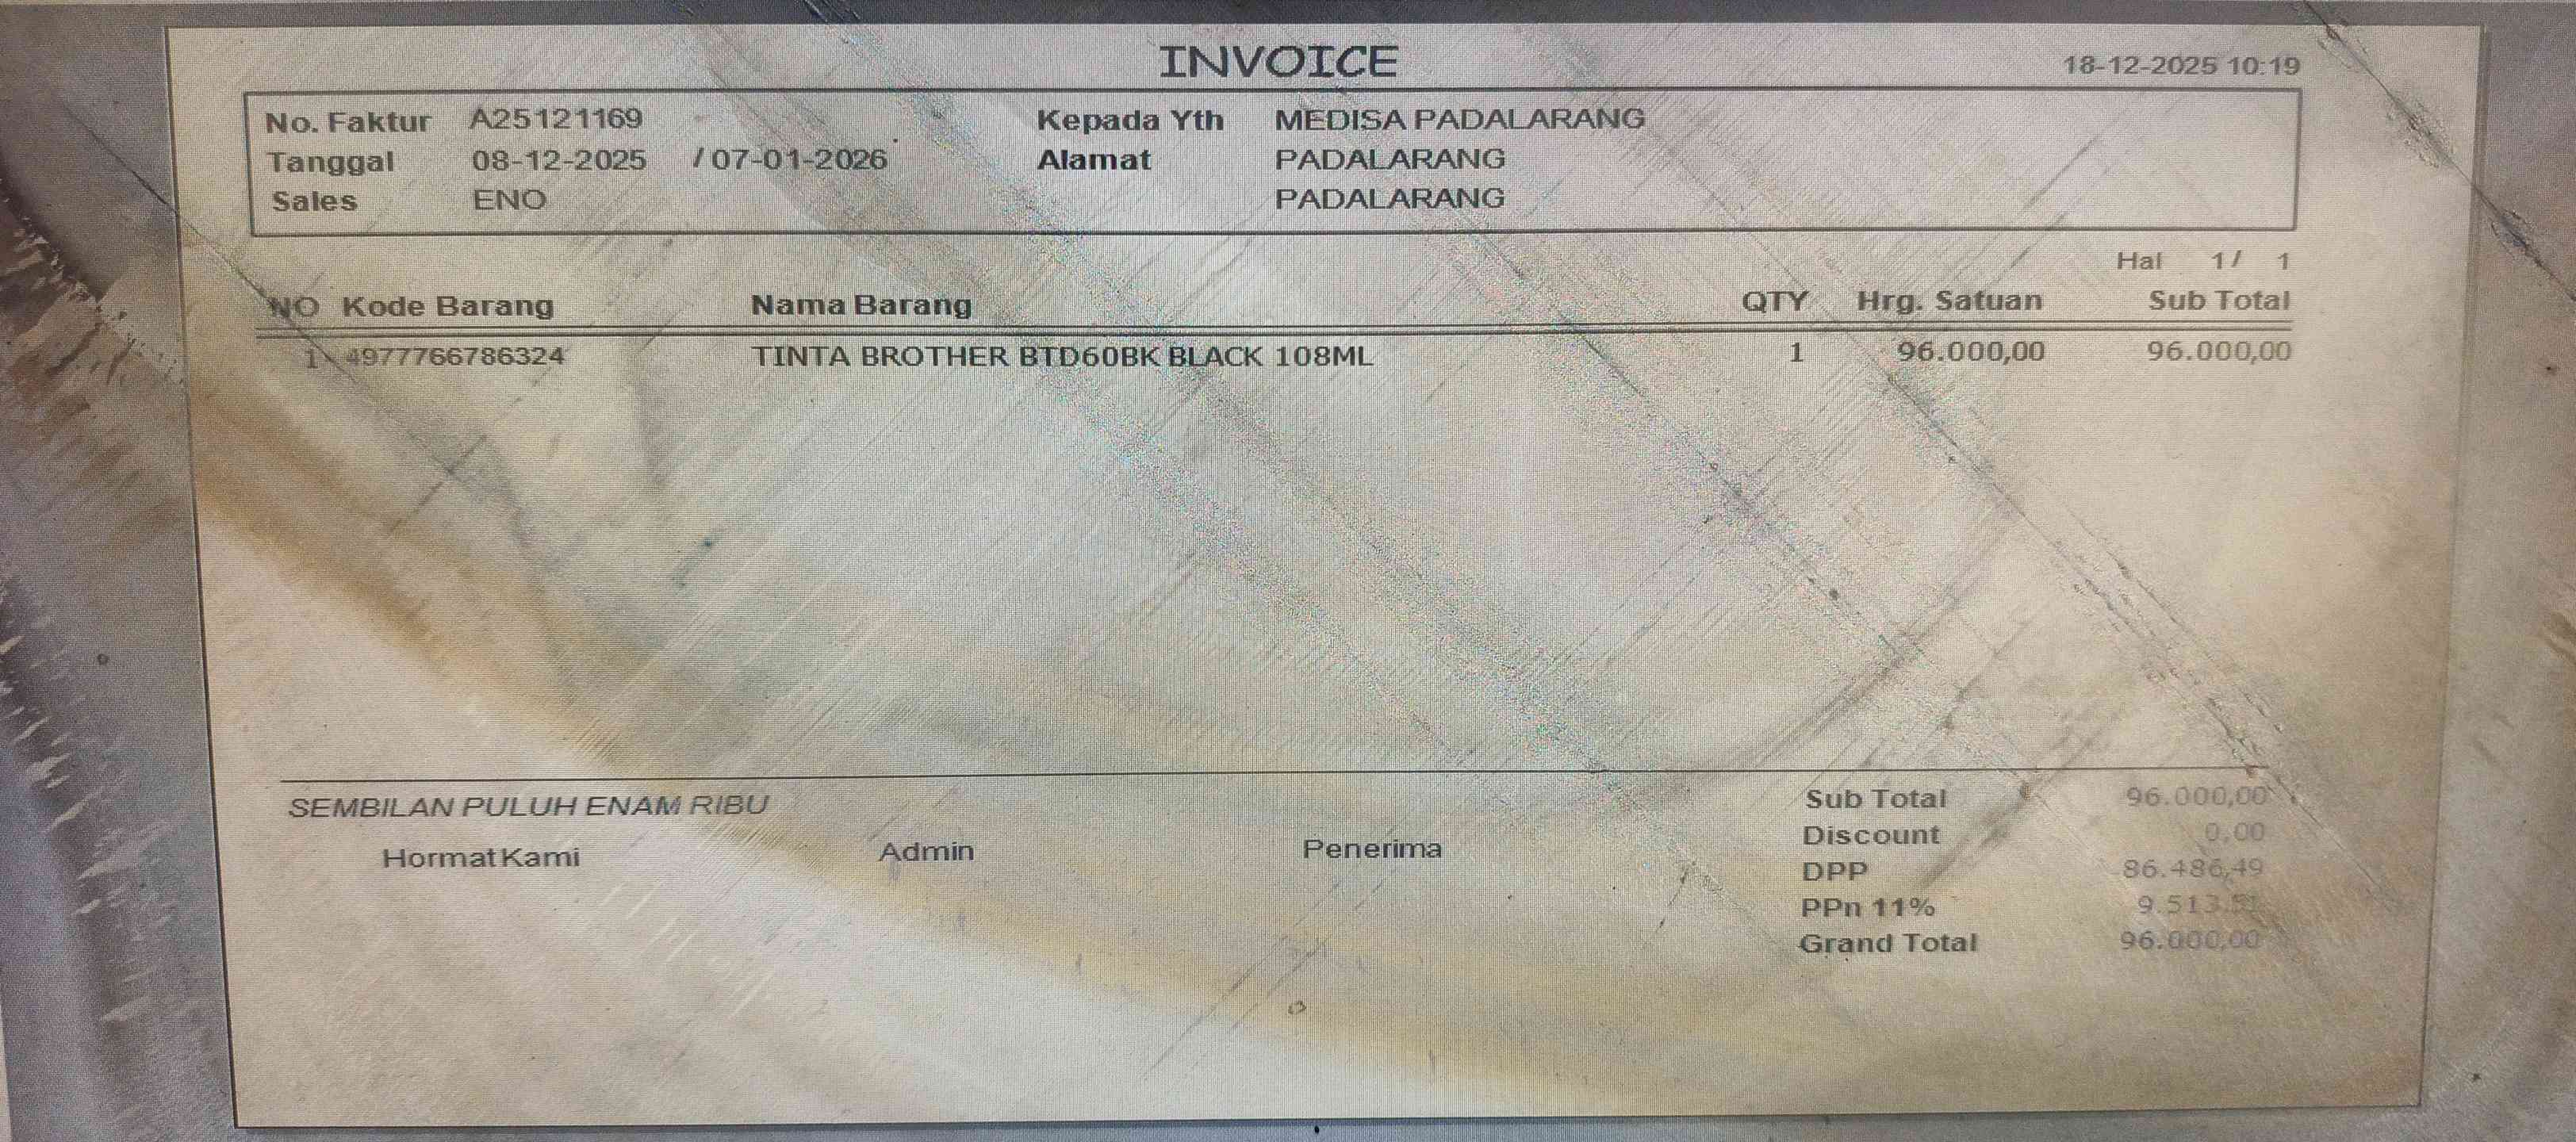 INVOICE
18-12-2025 10:19
No. Faktur A25121169 Kepada Yth MEDISA PADALARANG
Tanggal 08-12-2025 / 07-01-2026 Alamat PADALARANG
Sales ENO PADALARANG
Hal 1/ 1
NO Kode Barang Nama Barang QTY Hrg. Satuan Sub Total
1 4977766786324 TINTA BROTHER BTD60BK BLACK 108ML 1 96.000,00 96.000,00
SEMBILAN PULUH ENAM RIBU Sub Total 96.000,00
Discount 0,00
Hormat Kami Admin Penerima
DPP 86.486,49
PPn 11% 9.513,51
Grand Total 96.000,00